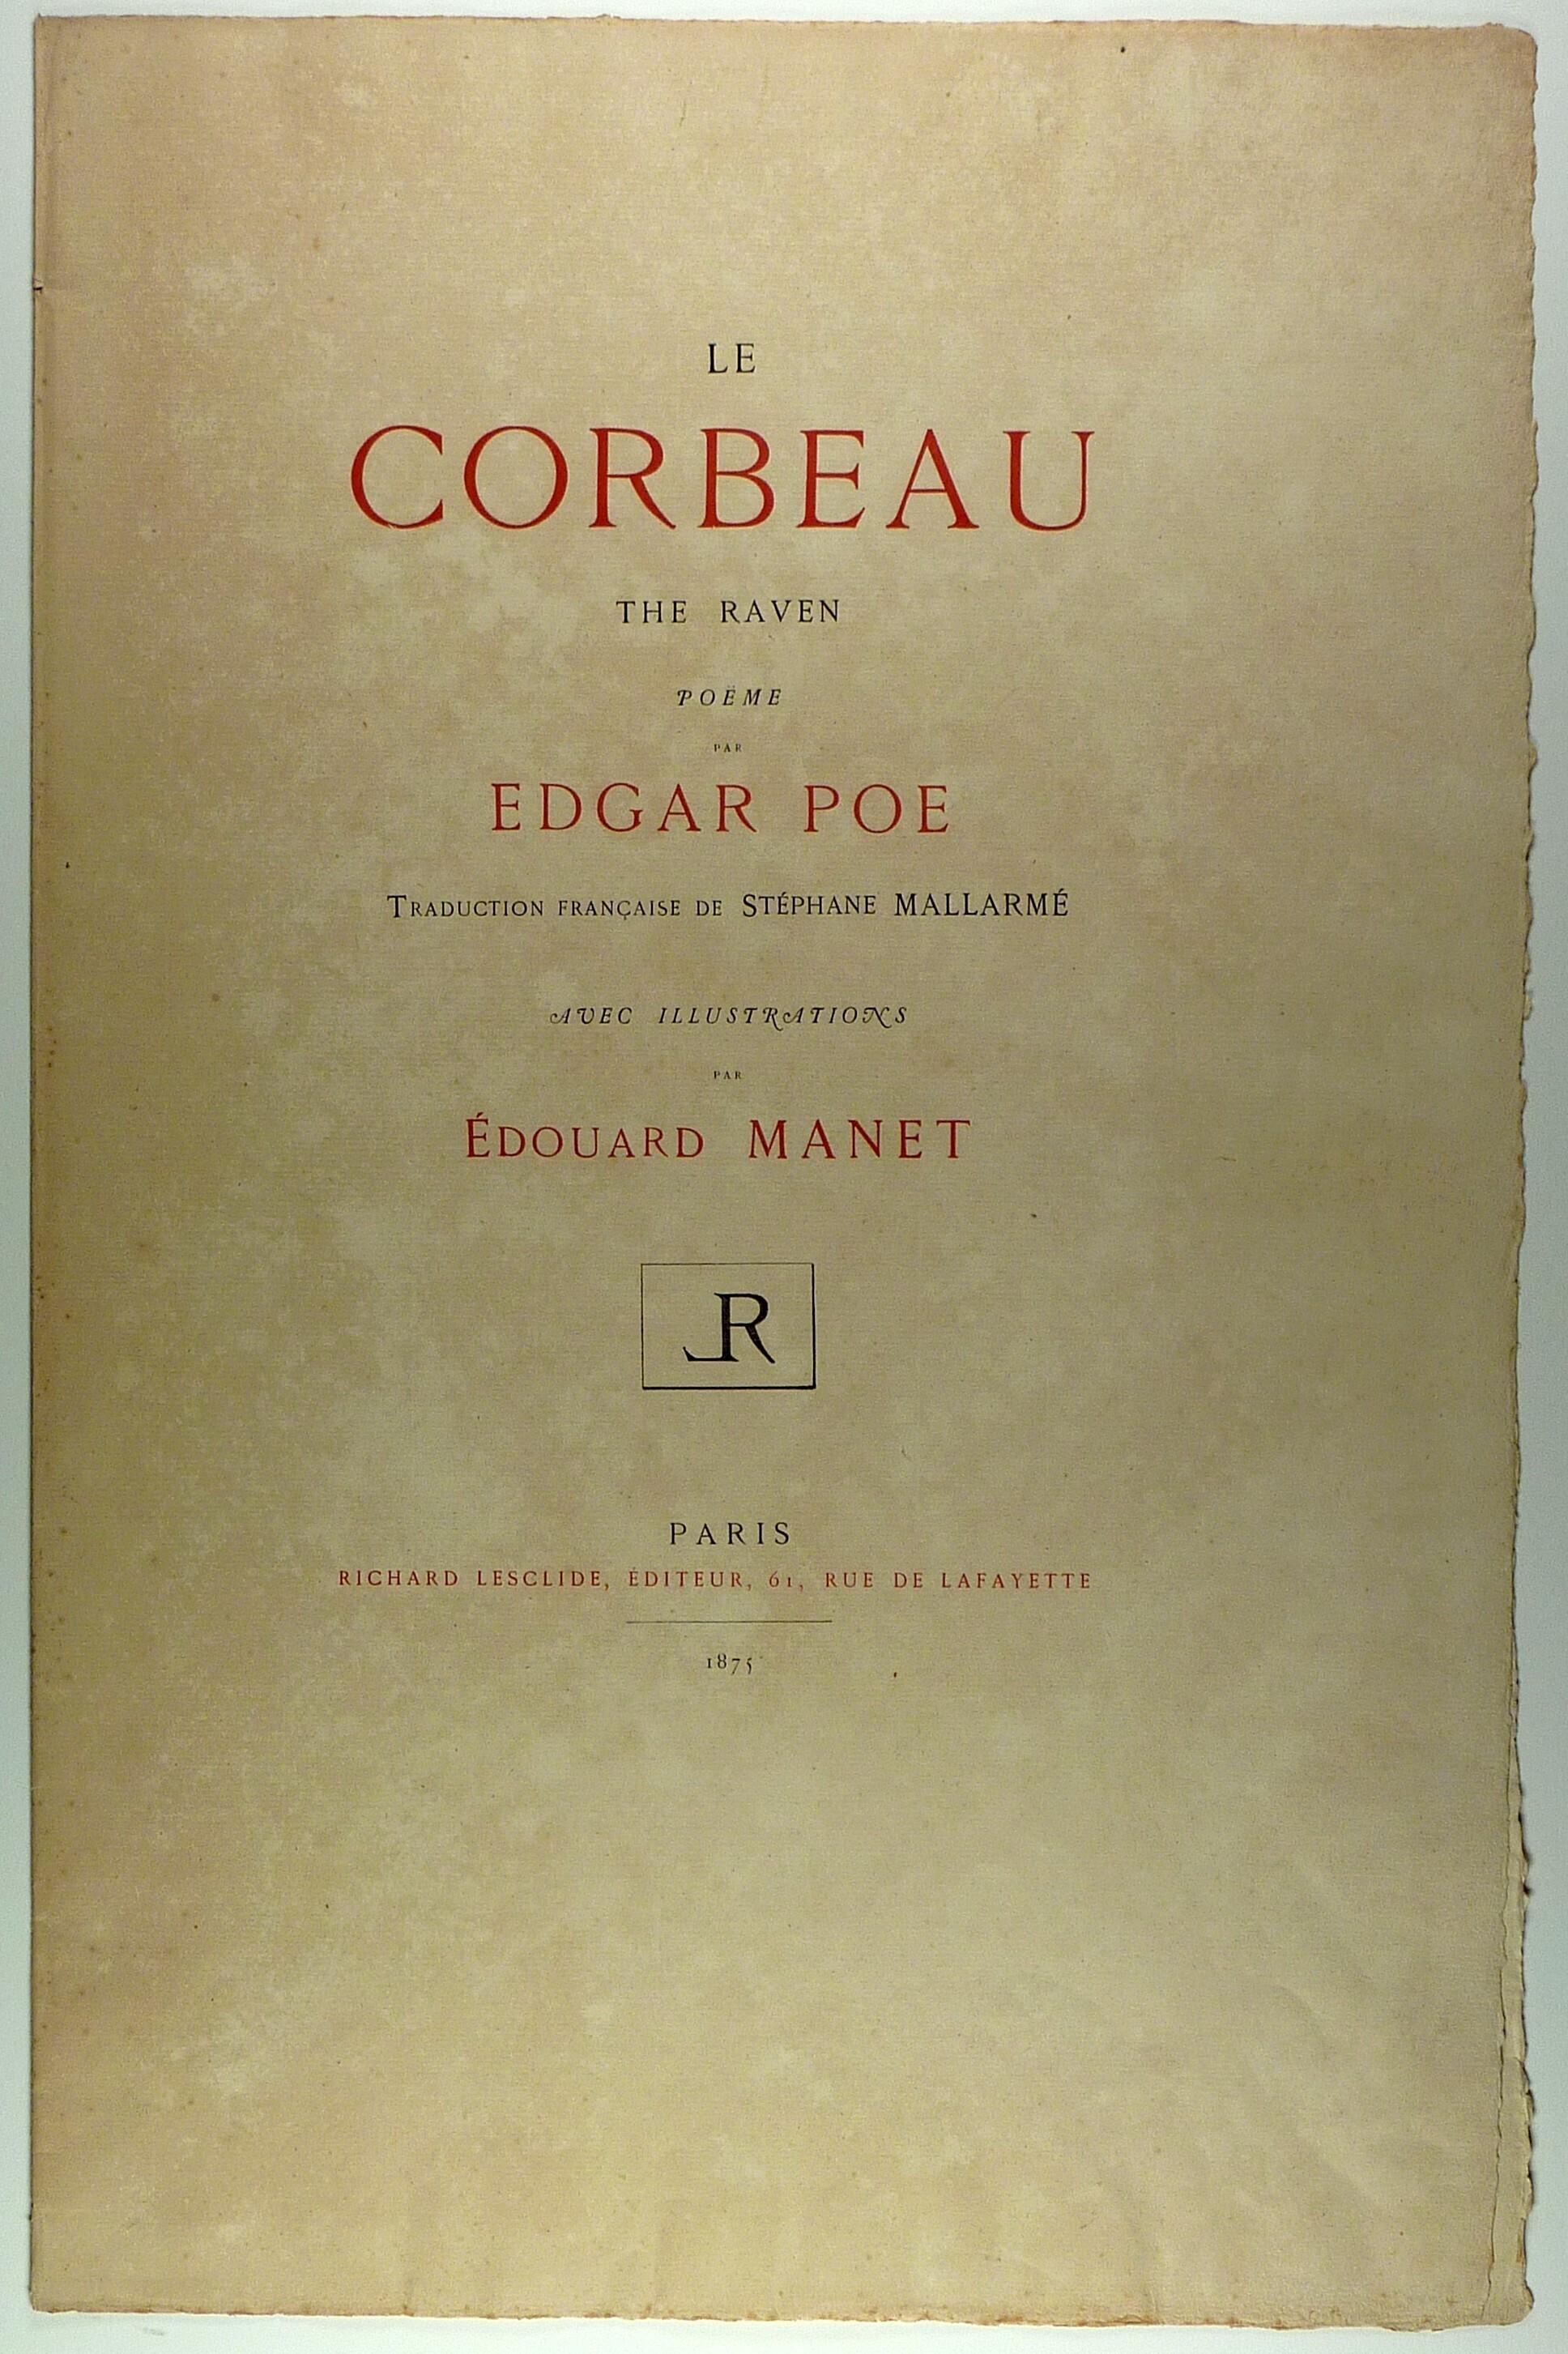 LE
CORBEAU
THE RAVEN
POËME
PAR
EDGAR POE
TRADUCTION FRANÇAISE DE STÉPHANE MALLARMÉ
AVEC ILLUSTRATIONS
PAR
ÉDOUARD MANET
LR
PARIS
RICHARD LESCLIDE, ÉDITEUR, 61, RUE DE LAFAYETTE
1875